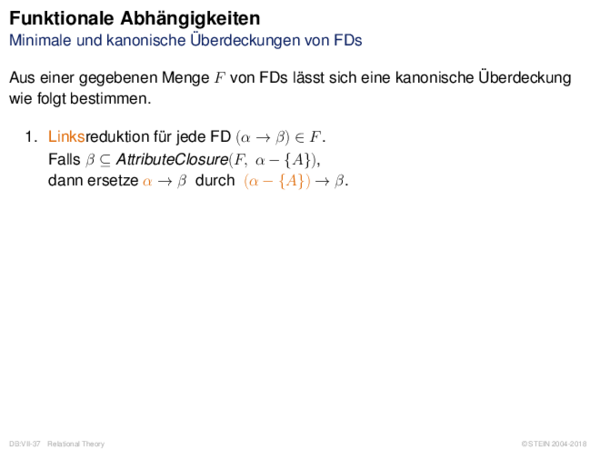 Funktionale Abhängigkeiten
Minimale und kanonische Überdeckungen von FDs
Aus einer gegebenen Menge F von FDs lässt sich eine kanonische Überdeckung
wie folgt bestimmen.
1. Linksreduktion für jede FD (α → β) ∈ F.
Falls β ⊆ AttributeClosure(F, α − {A}),
dann ersetze α → β durch (α − {A}) → β.
DB:VII-37 Relational Theory
© STEIN 2004-2018